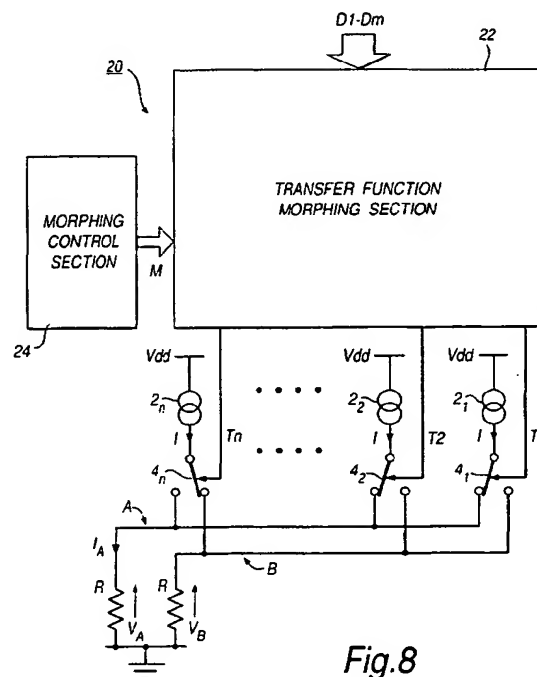 D1-Dm
22
20
TRANSFER FUNCTION
MORPHING SECTION
MORPHING
CONTROL
SECTION
M
24
Vdd Vdd Vdd
2n 22 21
I Tn I T2 I T
4n 42 41
A
IA
B
R R
VA VB
Fig.8